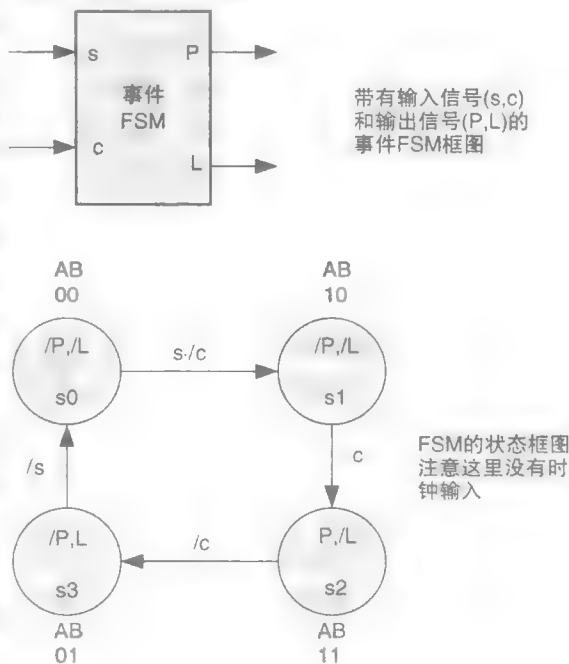 s
P
事件
FSM
c
L
带有输入信号(s,c)
和输出信号(P,L)的
事件FSM框图
AB
00
AB
10
/P,/L
s0
s·/c
/P,/L
s1
/s
c
FSM的状态框图
注意这里没有时
钟输入
/P,L
s3
/c
P,/L
s2
AB
01
AB
11